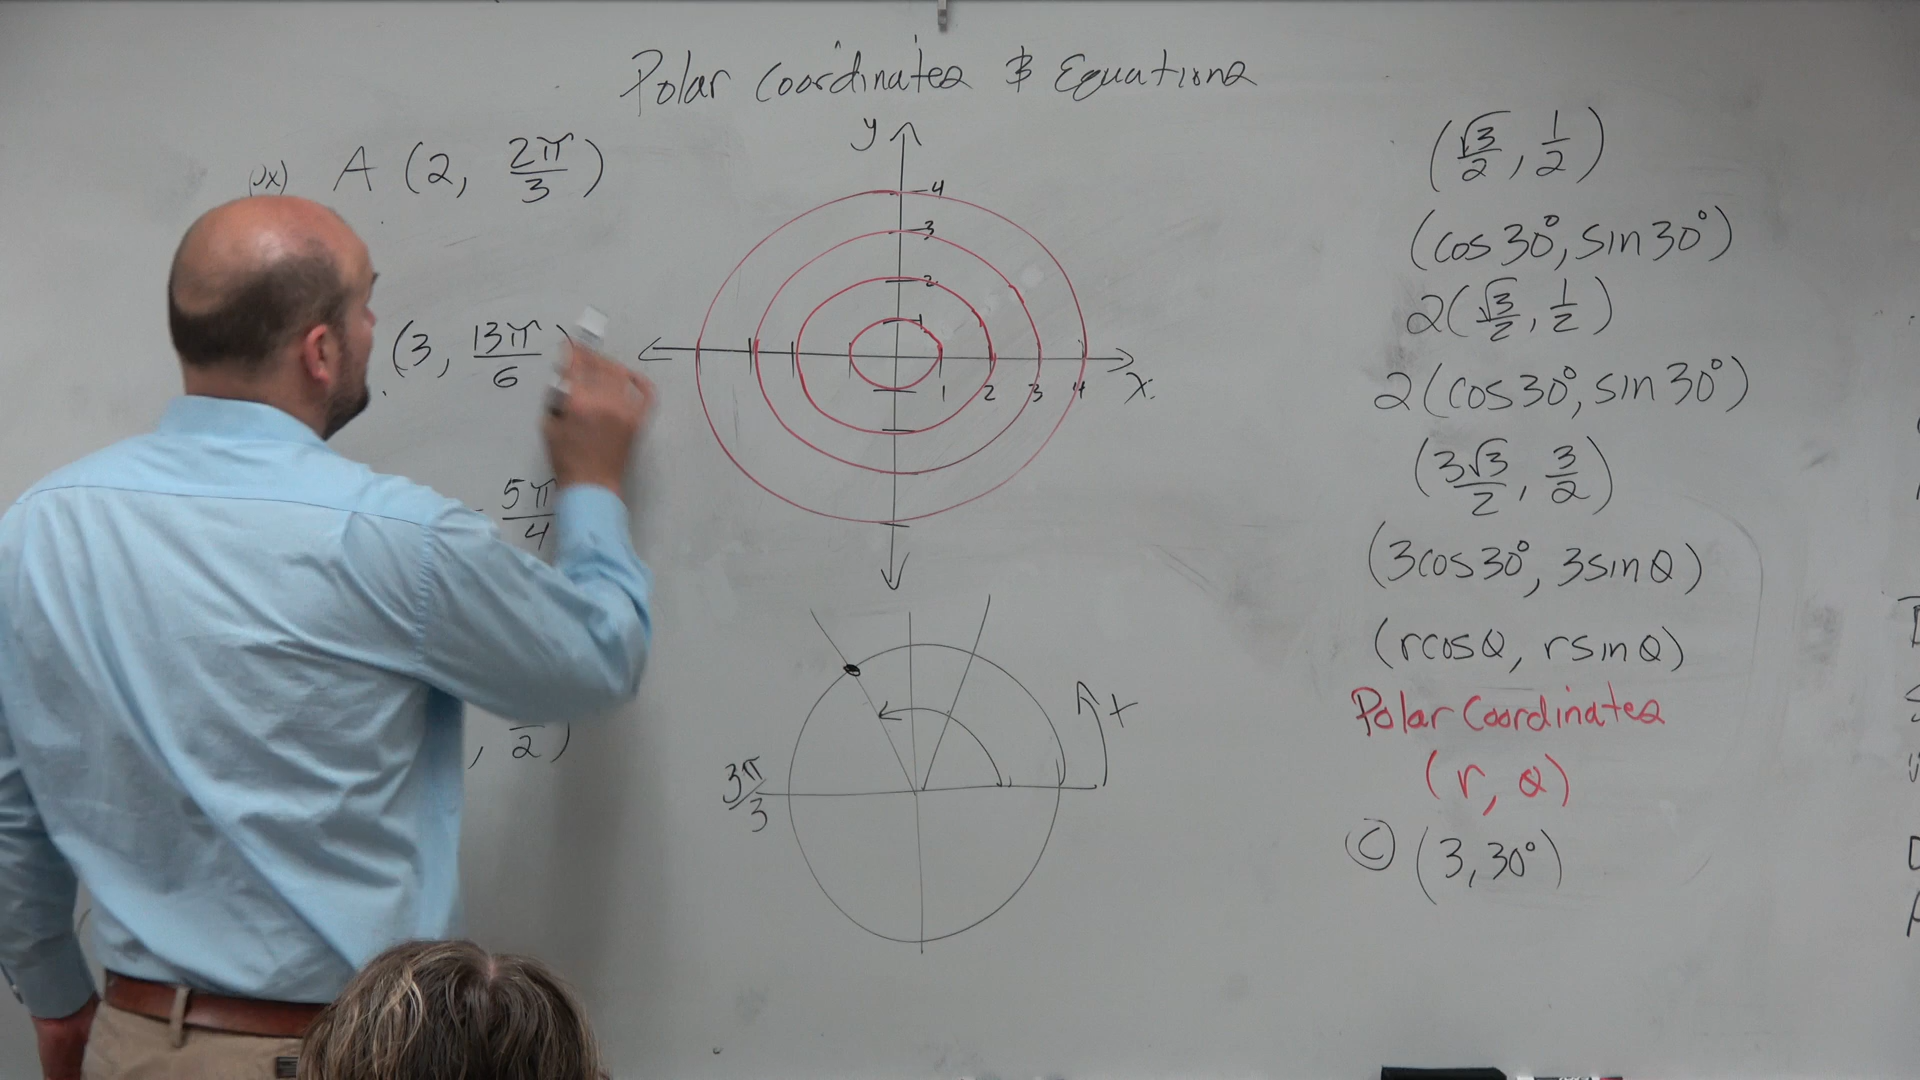 Polar Coordinates & Equations
A (2, 2π/3)
(3, 13π/6)
5π/4
, 2)
y
4
3
2
1
1 2 3 4
x
3π/3
+
(√3/2, 1/2)
(cos30°, sin30°)
2(√3/2, 1/2)
2(cos30°, sin30°)
(3√3/2, 3/2)
(3cos30°, 3sinθ)
(rcosθ, rsinθ)
Polar Coordinates
(r, θ)
C (3, 30°)